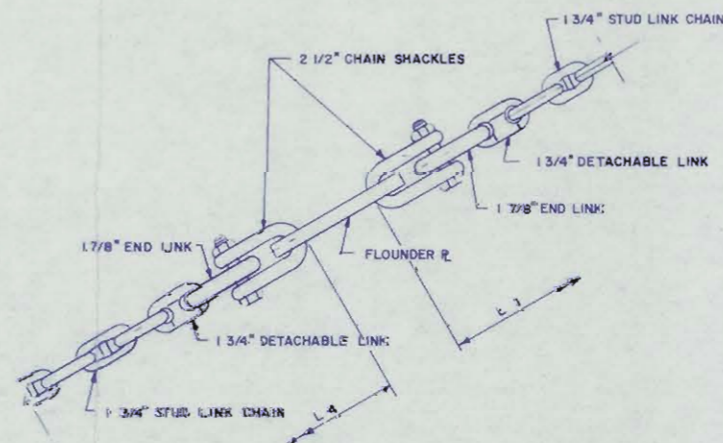 1 3/4" STUD LINK CHAIN
2 1/2" CHAIN SHACKLES
1 3/4" DETACHABLE LINK
1 7/8" END LINK
1 7/8" END LINK
FLOUNDER ℞
1 3/4" DETACHABLE LINK
1 3/4" STUD LINK CHAIN
L 4